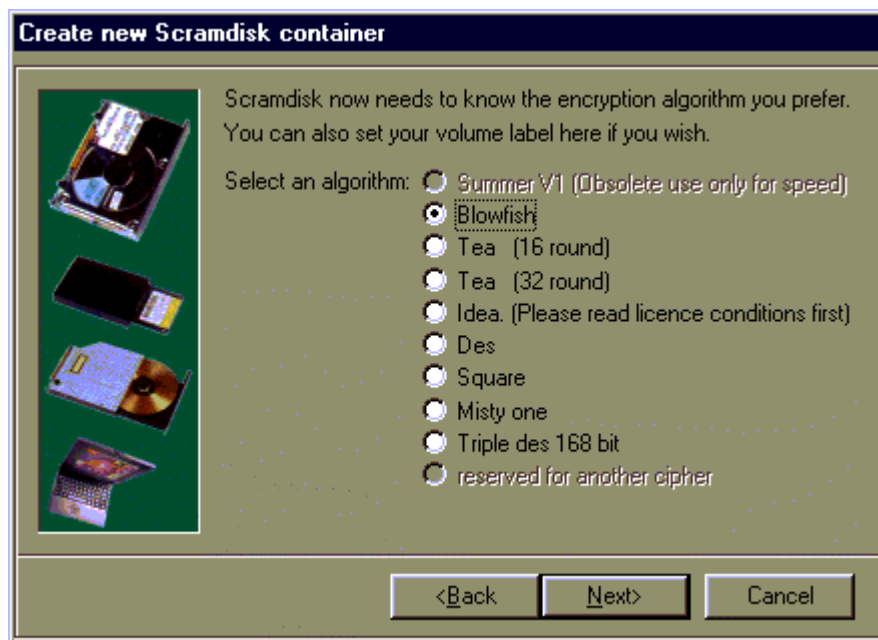 Create new Scramdisk container
Scramdisk now needs to know the encryption algorithm you prefer.
You can also set your volume label here if you wish.
Select an algorithm: Summer V1 (Obsolete use only for speed)
Blowfish
Tea (16 round)
Tea (32 round)
Idea. (Please read licence conditions first)
Des
Square
Misty one
Triple des 168 bit
reserved for another cipher
<Back Next> Cancel